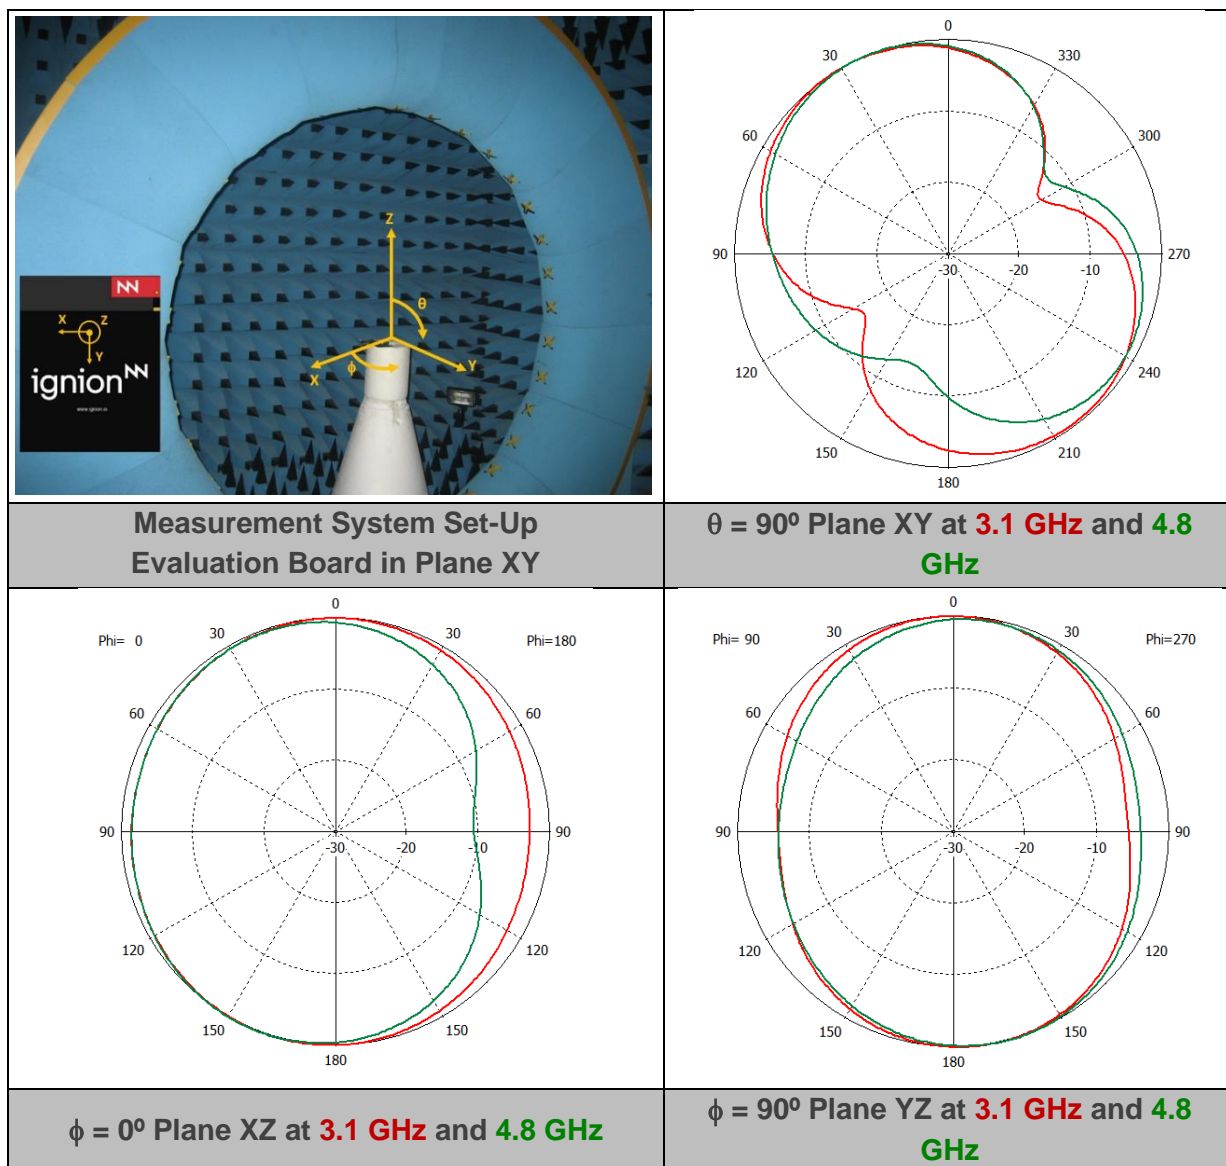 Z
θ
X
ϕ
Y
X
Z
Y
ignion
www.ignion.io
Measurement System Set-Up
Evaluation Board in Plane XY
0
30
330
60
300
90
-30
-20
-10
270
120
240
150
210
180
θ = 90º Plane XY at 3.1 GHz and 4.8
GHz
0
Phi= 0
30
30
Phi=180
60
60
90
-30
-20
-10
90
120
120
150
150
180
ϕ = 0º Plane XZ at 3.1 GHz and 4.8 GHz
0
Phi= 90
30
30
Phi=270
60
60
90
-30
-20
-10
90
120
120
150
150
180
ϕ = 90º Plane YZ at 3.1 GHz and 4.8
GHz